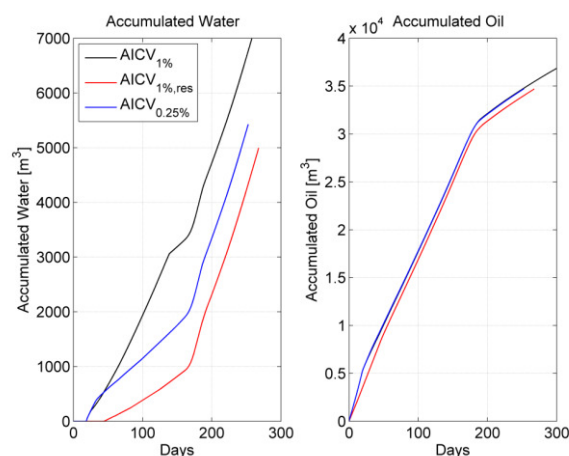 Accumulated Water
Accumulated Water [m³]
7000
6000
5000
4000
3000
2000
1000
0
AICV1%
AICV1%,res
AICV0.25%
0
100
200
300
Days
Accumulated Oil
x 10⁴
Accumulated Oil [m³]
4
3.5
3
2.5
2
1.5
1
0.5
0
0
100
200
300
Days